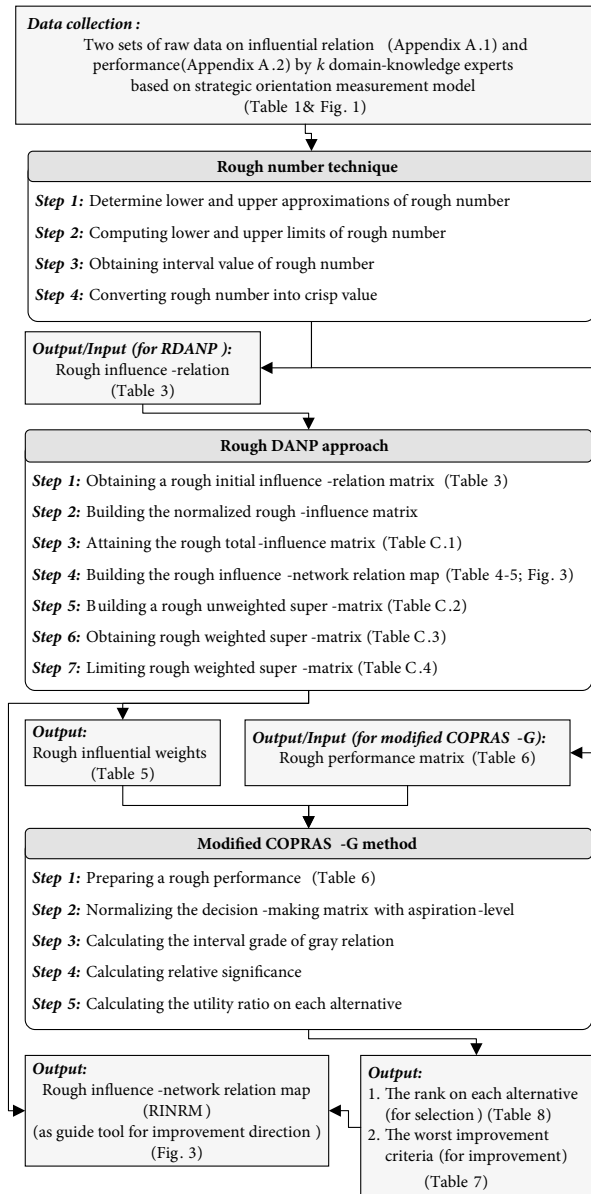 Data collection :
Two sets of raw data on influential relation (Appendix A.1) and
performance(Appendix A.2) by k domain-knowledge experts
based on strategic orientation measurement model
(Table 1& Fig. 1)
Rough number technique
Step 1: Determine lower and upper approximations of rough number
Step 2: Computing lower and upper limits of rough number
Step 3: Obtaining interval value of rough number
Step 4: Converting rough number into crisp value
Output/Input (for RDANP ):
Rough influence -relation
(Table 3)
Rough DANP approach
Step 1: Obtaining a rough initial influence -relation matrix (Table 3)
Step 2: Building the normalized rough -influence matrix
Step 3: Attaining the rough total-influence matrix (Table C.1)
Step 4: Building the rough influence -network relation map (Table 4-5; Fig. 3)
Step 5: Building a rough unweighted super -matrix (Table C.2)
Step 6: Obtaining rough weighted super -matrix (Table C.3)
Step 7: Limiting rough weighted super -matrix (Table C.4)
Output:
Rough influential weights
(Table 5)
Output/Input (for modified COPRAS -G):
Rough performance matrix (Table 6)
Modified COPRAS -G method
Step 1: Preparing a rough performance (Table 6)
Step 2: Normalizing the decision -making matrix with aspiration-level
Step 3: Calculating the interval grade of gray relation
Step 4: Calculating relative significance
Step 5: Calculating the utility ratio on each alternative
Output:
Rough influence -network relation map
(RINRM)
(as guide tool for improvement direction )
(Fig. 3)
Output:
1. The rank on each alternative
(for selection ) (Table 8)
2. The worst improvement
criteria (for improvement)
(Table 7)